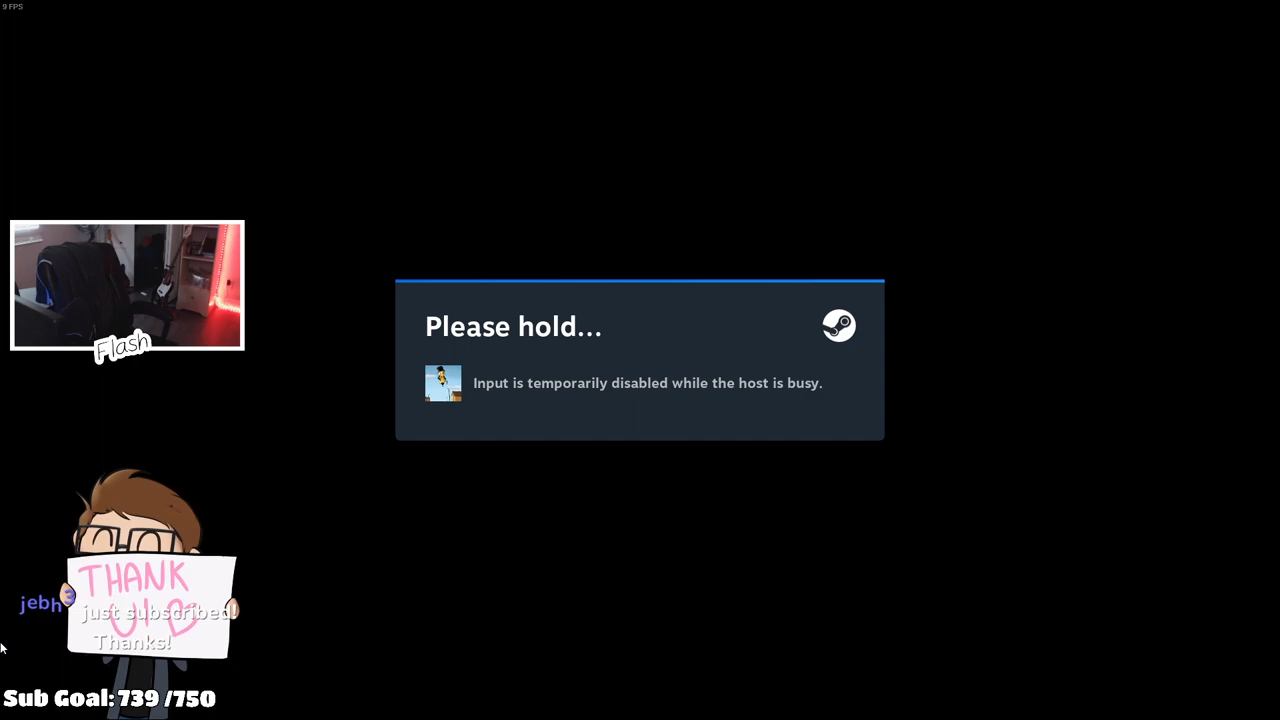 9 FPS
Please hold...
Input is temporarily disabled while the host is busy.
Flash
THANK
U!
jebh3 just subscribed!
Thanks!
Sub Goal: 739 /750